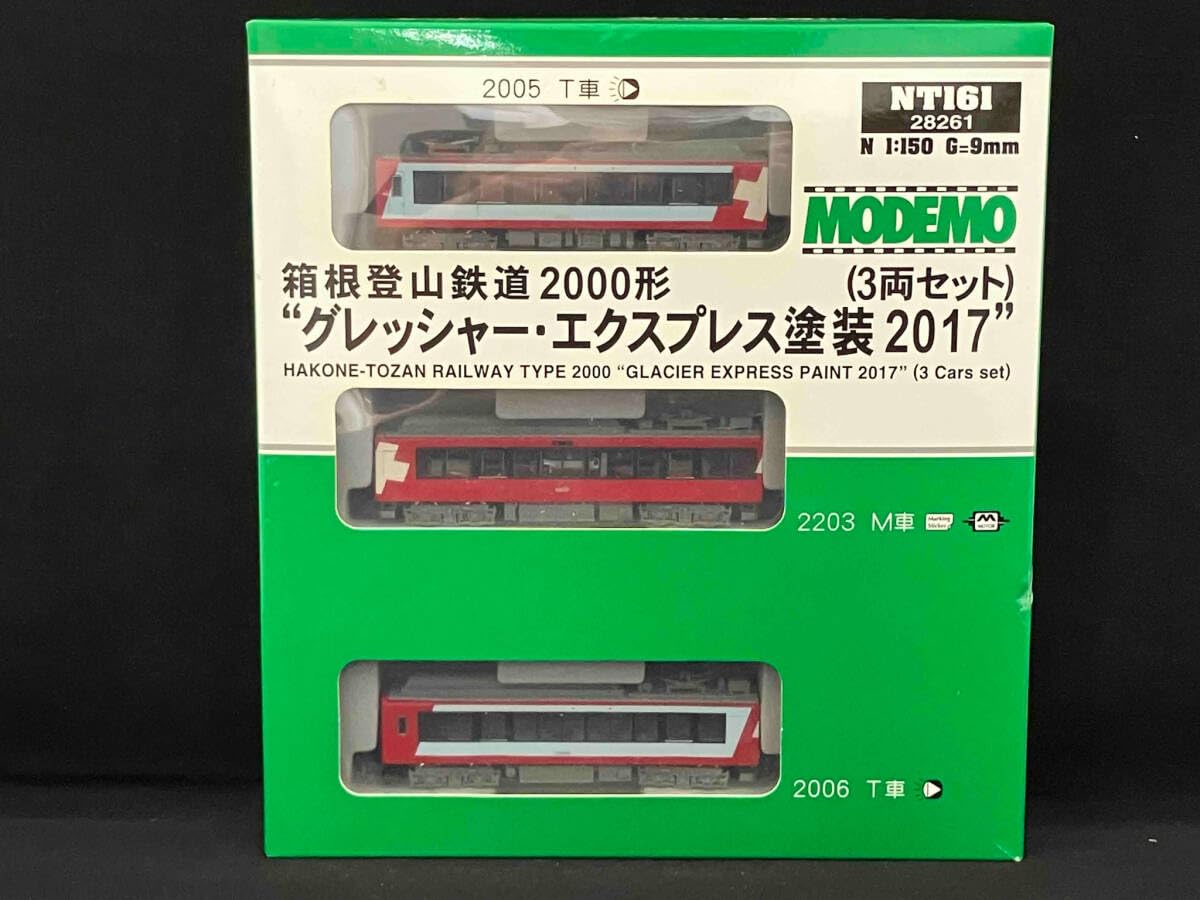 2005 T車
NT161
28261
N 1:150 G=9mm
MODEMO
箱根登山鉄道2000形 (3両セット)
“グレッシャー・エクスプレス塗装2017”
HAKONE-TOZAN RAILWAY TYPE 2000 “GLACIER EXPRESS PAINT 2017” (3 Cars set)
2203 M車 Marking Sticker M MOTOR
2006 T車